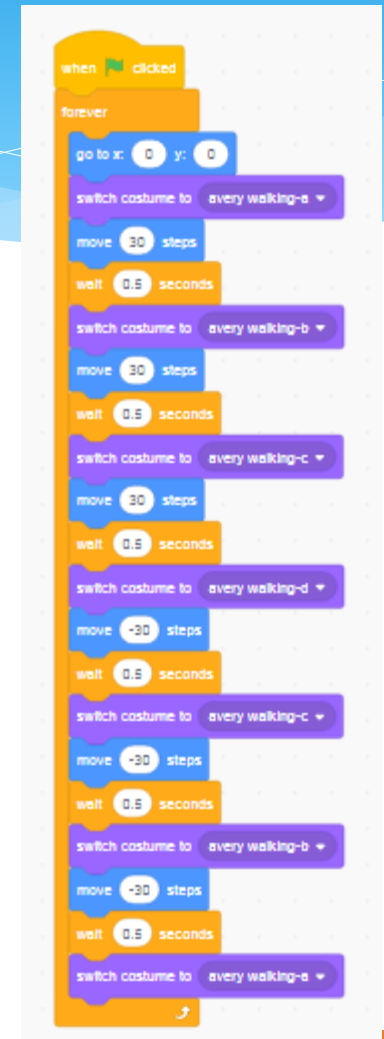 when clicked
forever
go to x: 0 y: 0
switch costume to avery walking-a
move 30 steps
wait 0.5 seconds
switch costume to avery walking-b
move 30 steps
wait 0.5 seconds
switch costume to avery walking-c
move 30 steps
wait 0.5 seconds
switch costume to avery walking-d
move -30 steps
wait 0.5 seconds
switch costume to avery walking-c
move -30 steps
wait 0.5 seconds
switch costume to avery walking-b
move -30 steps
wait 0.5 seconds
switch costume to avery walking-a